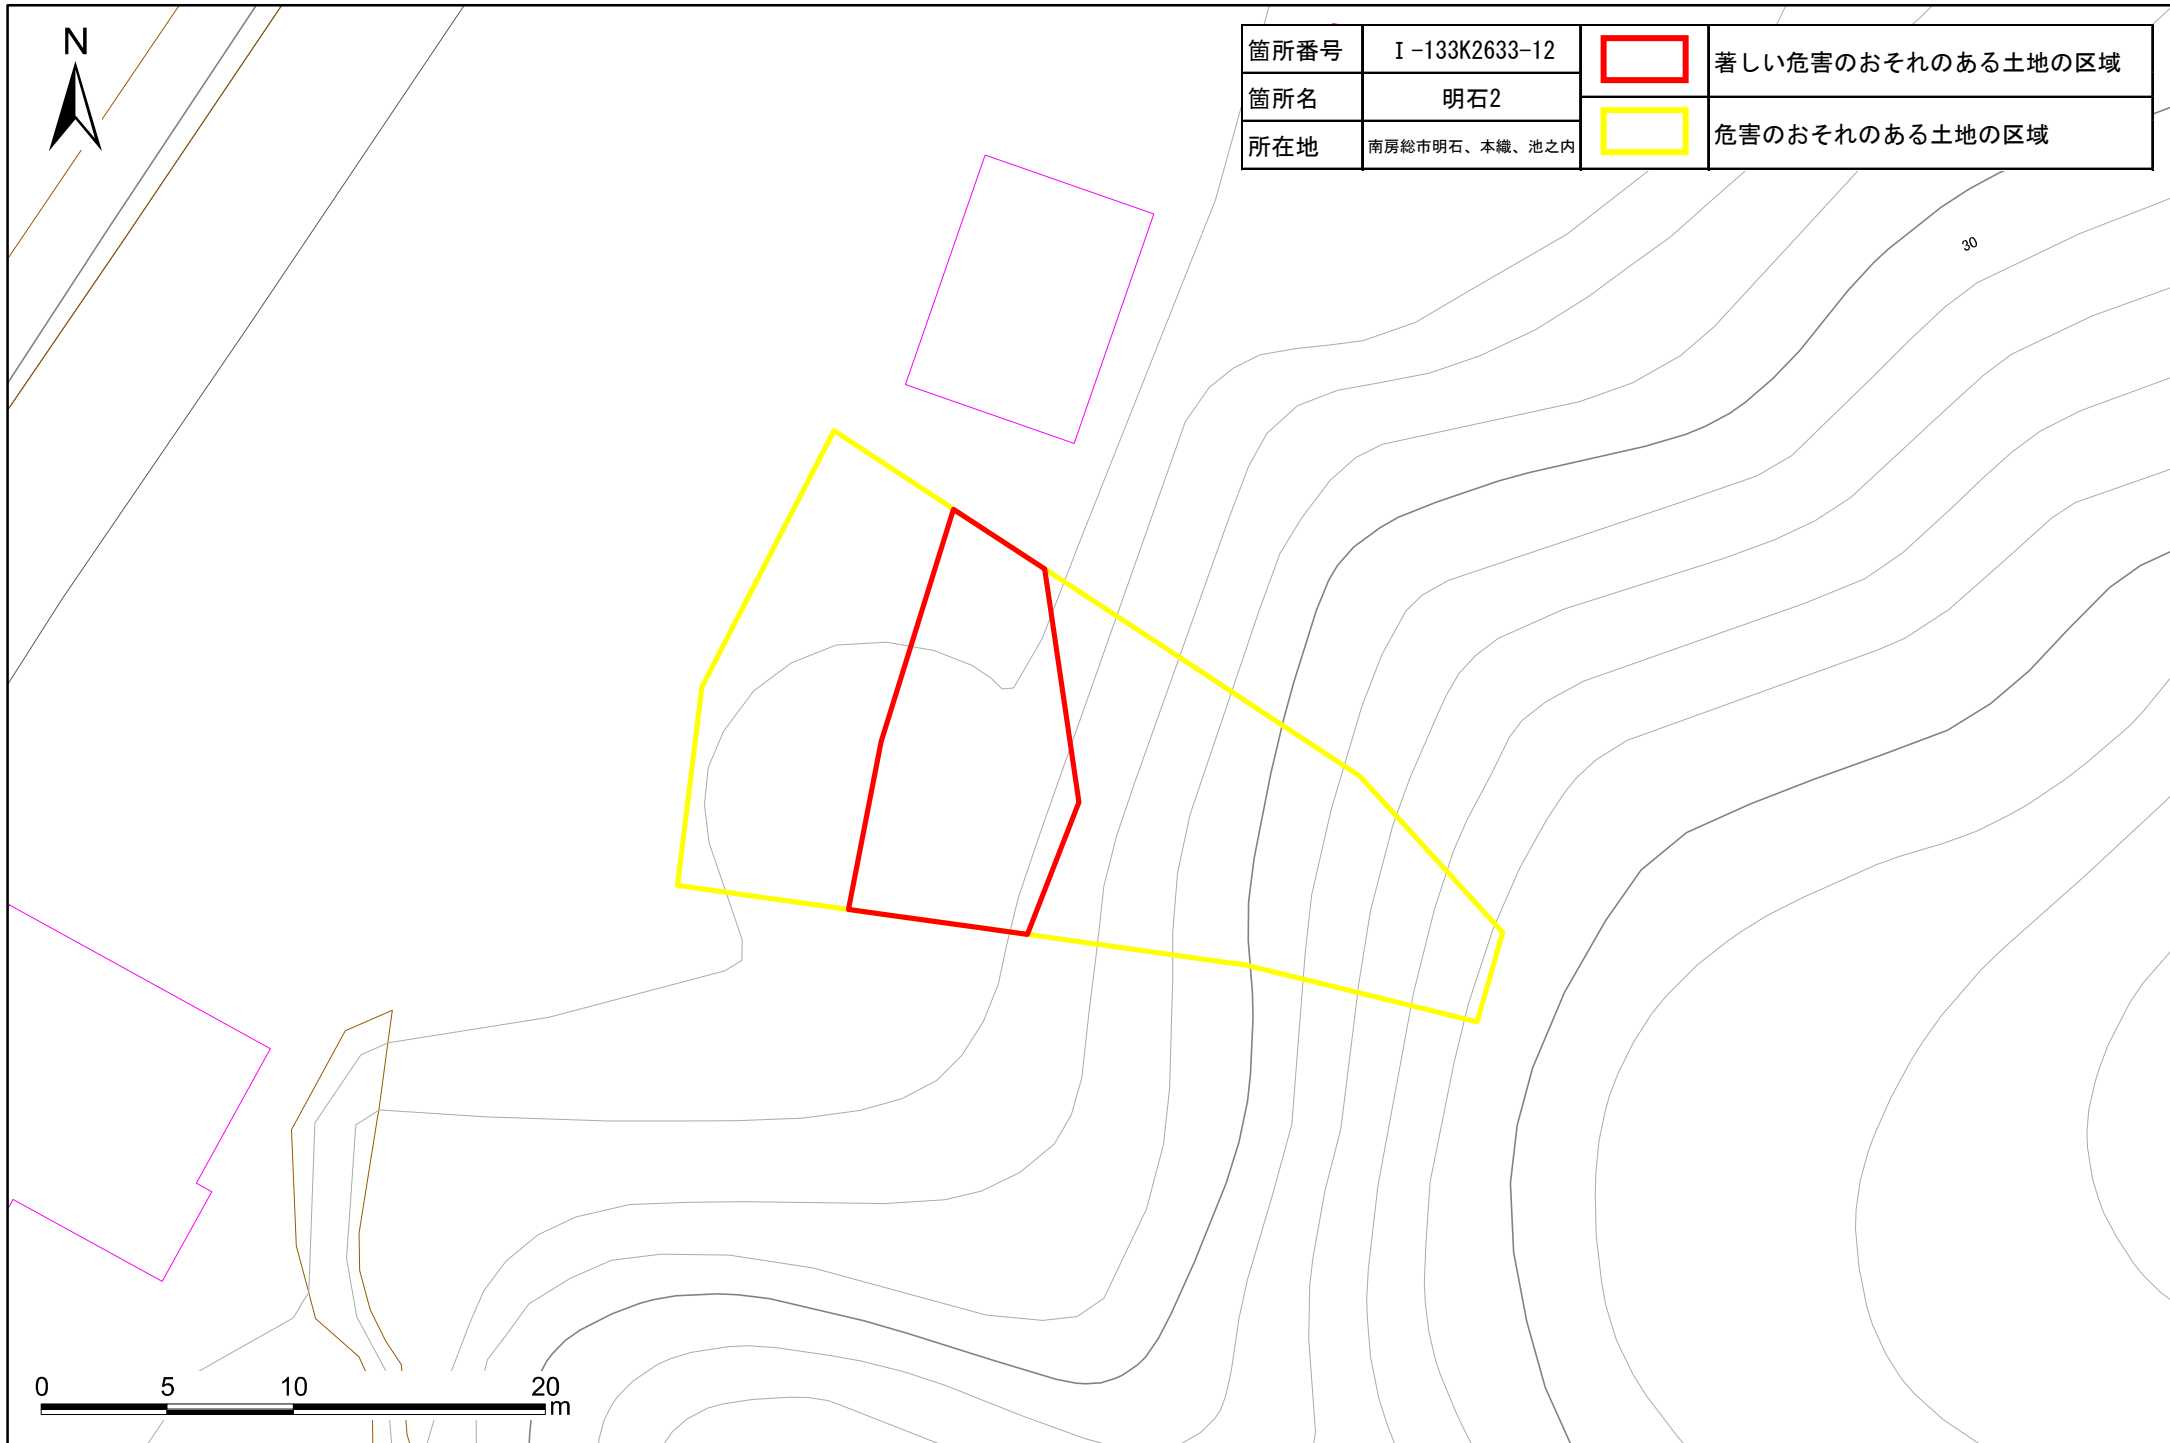 N
箇所番号 Ⅰ-133K2633-12
著しい危害のおそれのある土地の区域
箇所名 明石2
危害のおそれのある土地の区域
所在地 南房総市明石、本織、池之内
30
0 5 10 20
m